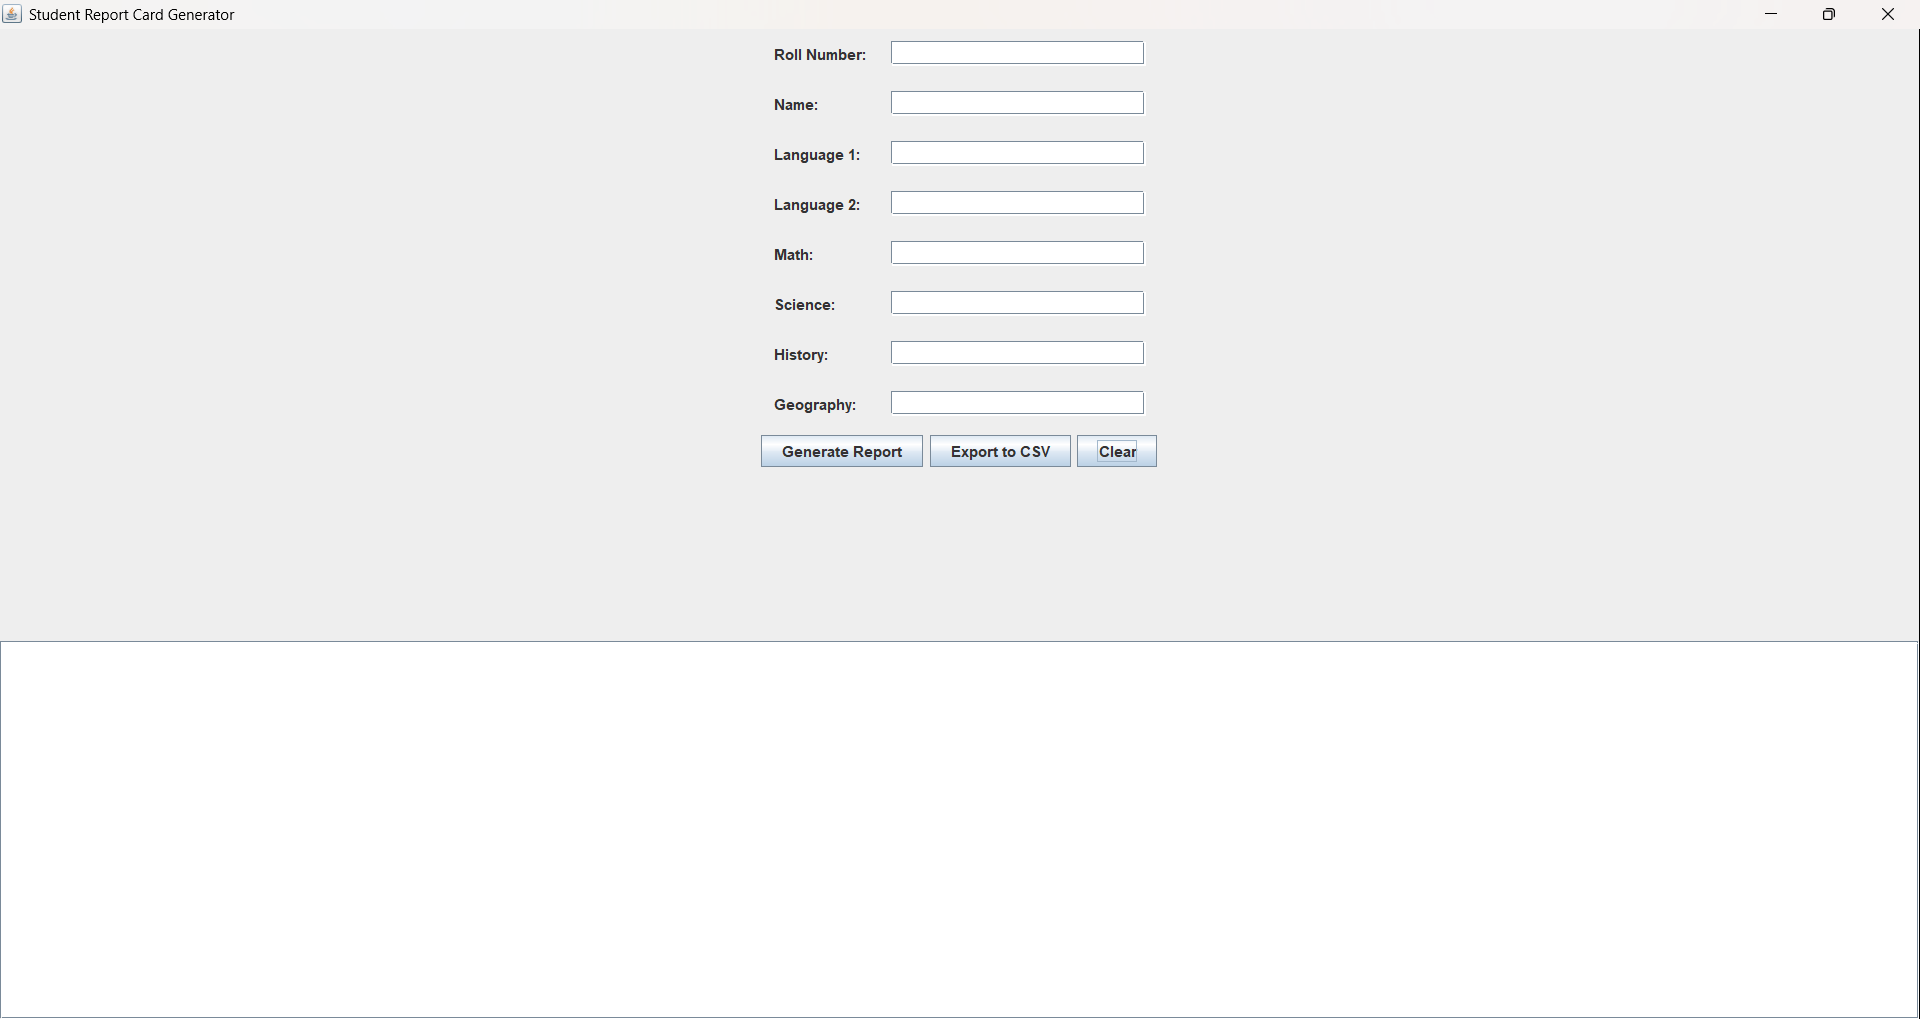 Student Report Card Generator
Roll Number:
Name:
Language 1:
Language 2:
Math:
Science:
History:
Geography:
Generate Report Export to CSV Clear